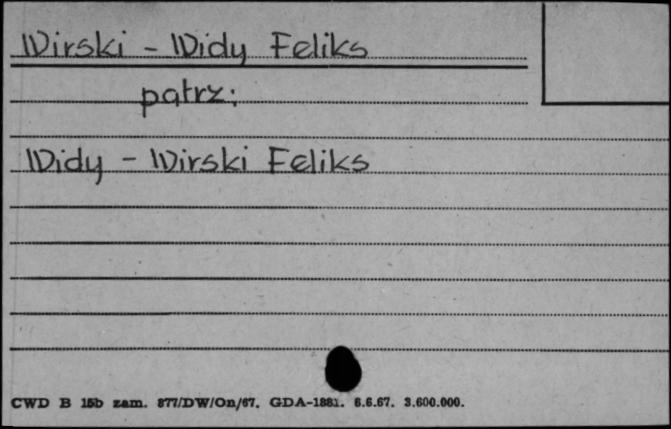 Wirski - Widy Feliks
patrz:
Widy - Wirski Feliks
CWD B 15b zam. 877/DW/On/67. GDA-1881. 6.6.67. 3.600.000.